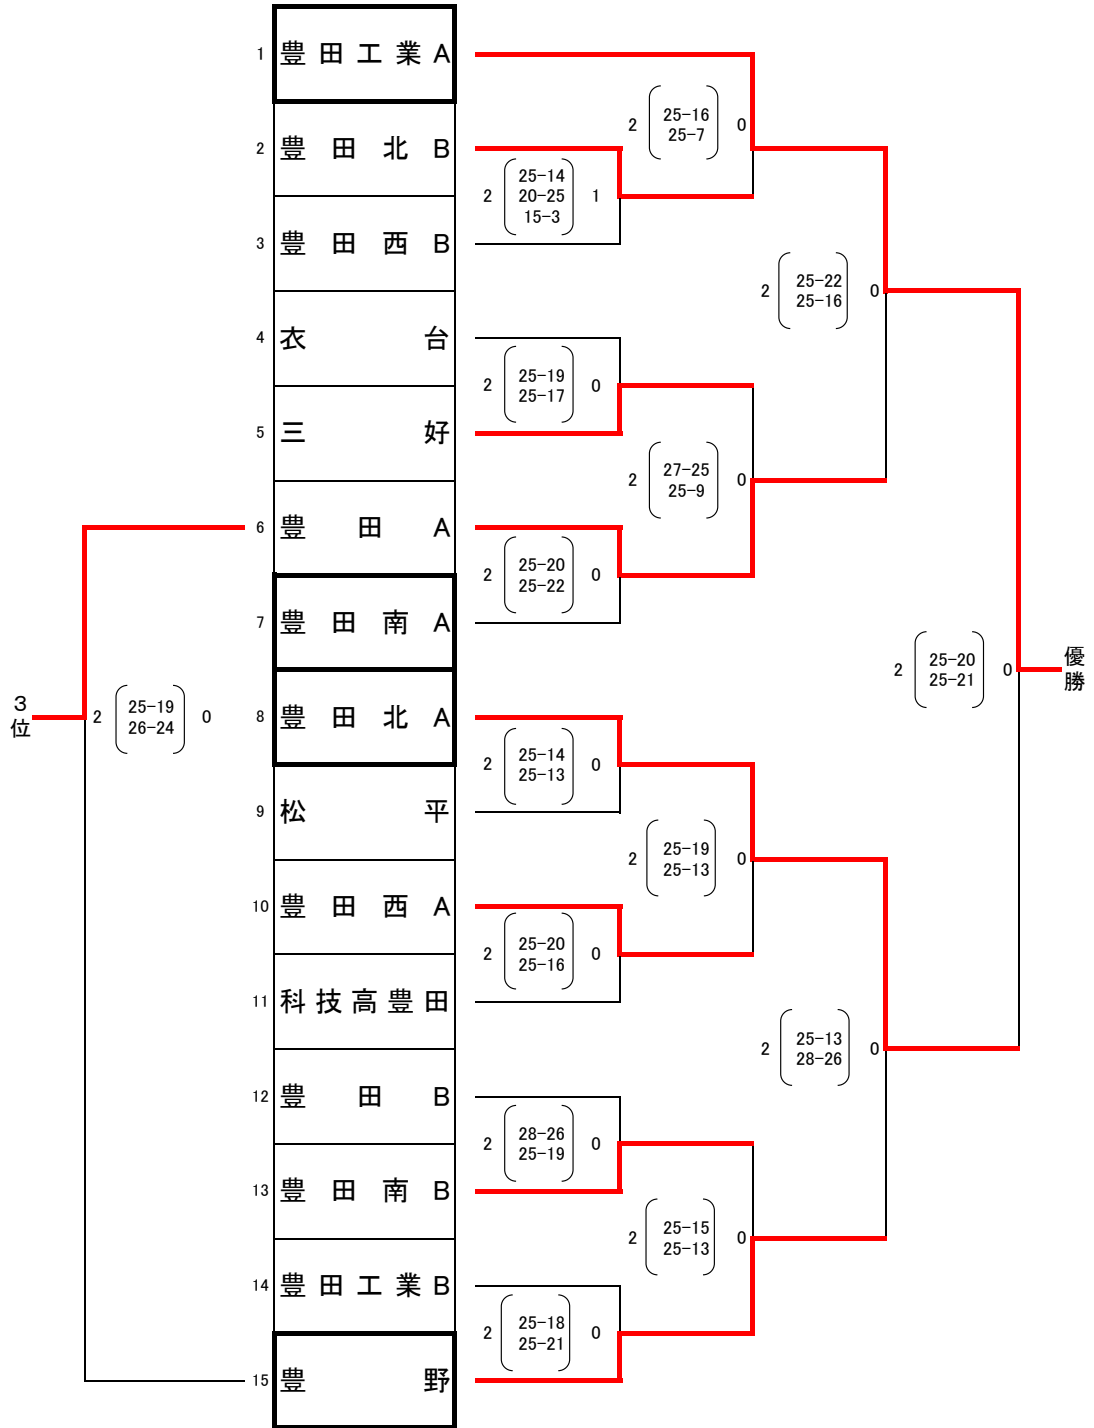 1 豊田工業A
2 豊田北B
3 豊田西B
4 衣台
5 三好
6 豊田A
7 豊田南A
8 豊田北A
9 松平
10 豊田西A
11 科技高豊田
12 豊田B
13 豊田南B
14 豊田工業B
15 豊野
2 25-14 1
20-25
15-3
2 25-19 0
25-17
2 25-20 0
25-22
2 25-14 0
25-13
2 25-20 0
25-16
2 28-26 0
25-19
2 25-18 0
25-21
2 25-16 0
25-7
2 27-25 0
25-9
2 25-19 0
25-13
2 25-15 0
25-13
2 25-22 0
25-16
2 25-13 0
28-26
2 25-20 0
25-21
優勝
3位
2 25-19 0
26-24